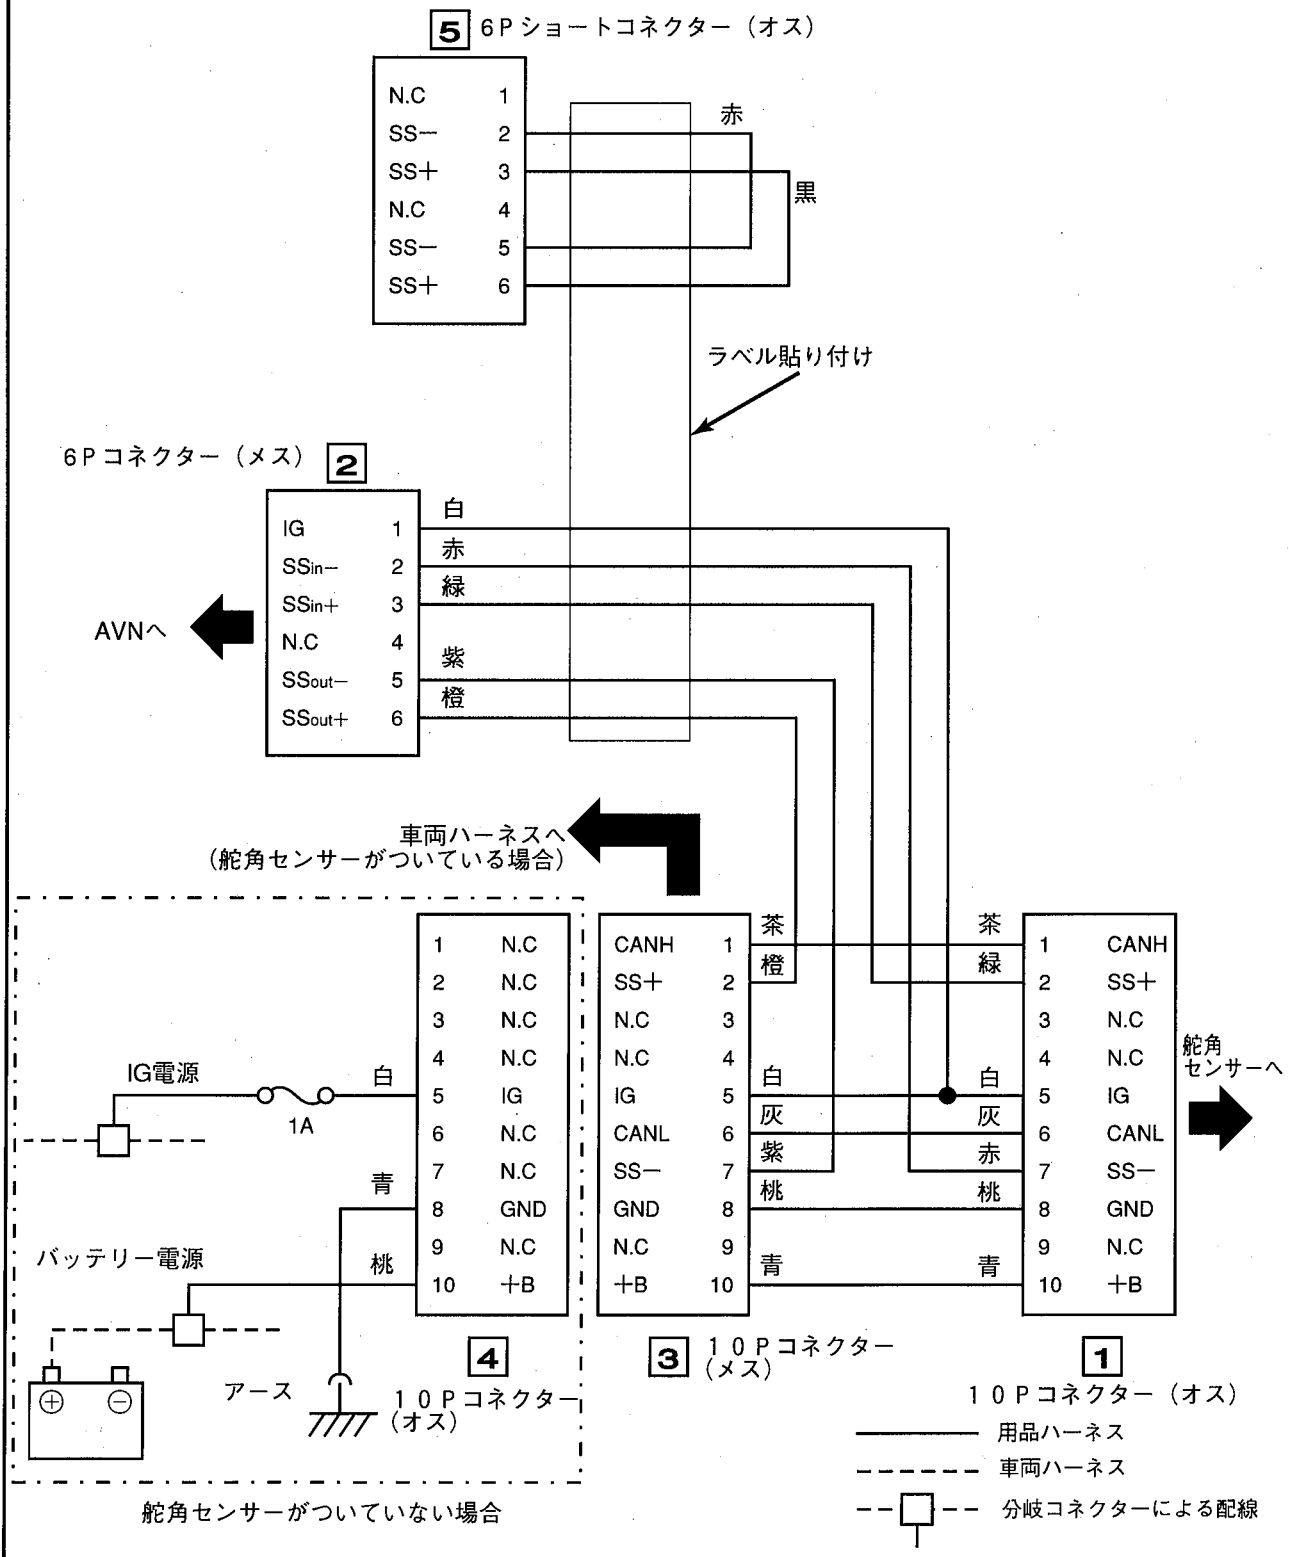 5 6Pショートコネクター（オス）
N.C 1
SS− 2
SS+ 3
N.C 4
SS− 5
SS+ 6
赤
黒
ラベル貼り付け
6Pコネクター（メス） 2
IG 1
SSin− 2
SSin+ 3
N.C 4
SSout− 5
SSout+ 6
白
赤
緑
紫
橙
AVNへ
車両ハーネスへ
（舵角センサーがついている場合）
1 N.C
2 N.C
3 N.C
4 N.C
5 IG
6 N.C
7 N.C
8 GND
9 N.C
10 +B
IG電源
1A
白
青
バッテリー電源
桃
アース
+ −
4
10Pコネクター
（オス）
舵角センサーがついていない場合
CANH 1
SS+ 2
N.C 3
N.C 4
IG 5
CANL 6
SS− 7
GND 8
N.C 9
+B 10
茶
橙
白
灰
紫
桃
青
3 10Pコネクター
（メス）
茶
緑
白
灰
赤
桃
青
1 CANH
2 SS+
3 N.C
4 N.C
5 IG
6 CANL
7 SS−
8 GND
9 N.C
10 +B
舵角
センサーへ
1
10Pコネクター（オス）
用品ハーネス
車両ハーネス
分岐コネクターによる配線